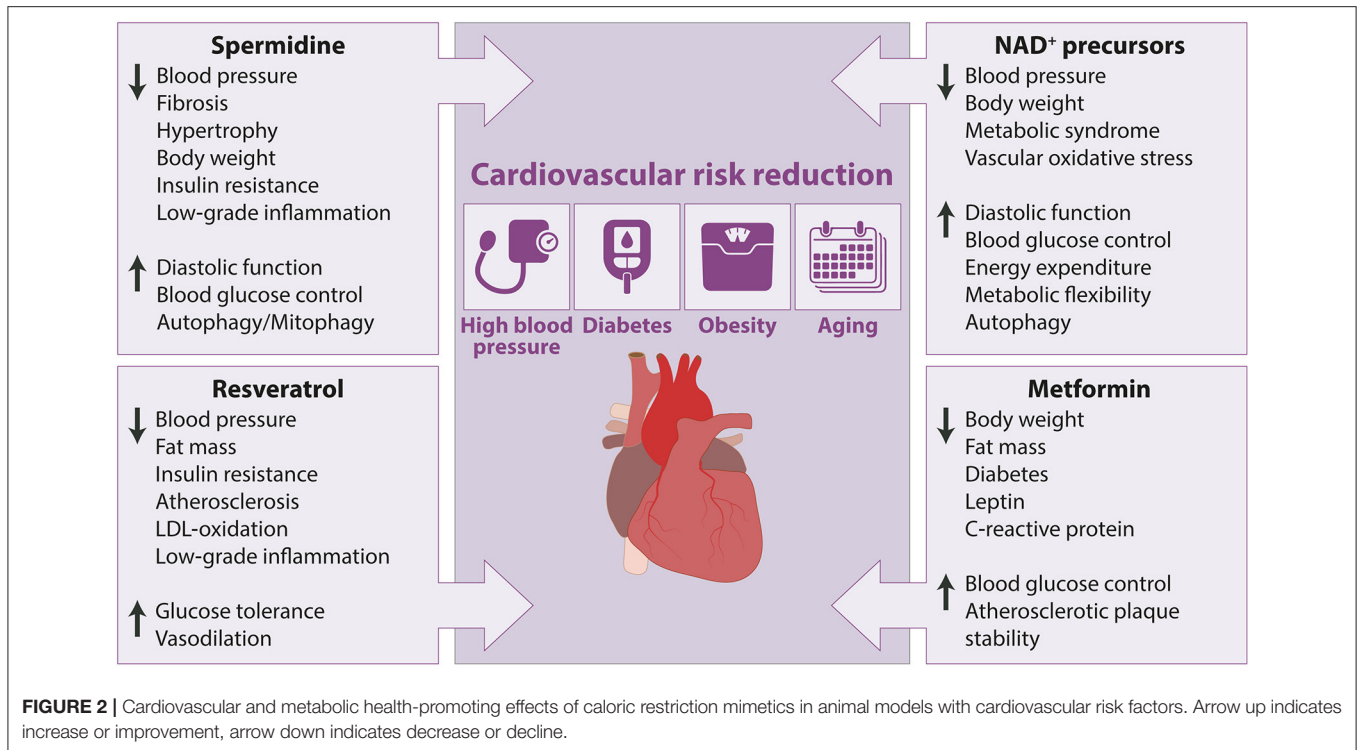 Spermidine
Blood pressure
Fibrosis
Hypertrophy
Body weight
Insulin resistance
Low-grade inflammation
Diastolic function
Blood glucose control
Autophagy/Mitophagy
Resveratrol
Blood pressure
Fat mass
Insulin resistance
Atherosclerosis
LDL-oxidation
Low-grade inflammation
Glucose tolerance
Vasodilation
Cardiovascular risk reduction
High blood
pressure
Diabetes
Obesity
Aging
NAD⁺ precursors
Blood pressure
Body weight
Metabolic syndrome
Vascular oxidative stress
Diastolic function
Blood glucose control
Energy expenditure
Metabolic flexibility
Autophagy
Metformin
Body weight
Fat mass
Diabetes
Leptin
C-reactive protein
Blood glucose control
Atherosclerotic plaque
stability
FIGURE 2 | Cardiovascular and metabolic health-promoting effects of caloric restriction mimetics in animal models with cardiovascular risk factors. Arrow up indicates
increase or improvement, arrow down indicates decrease or decline.